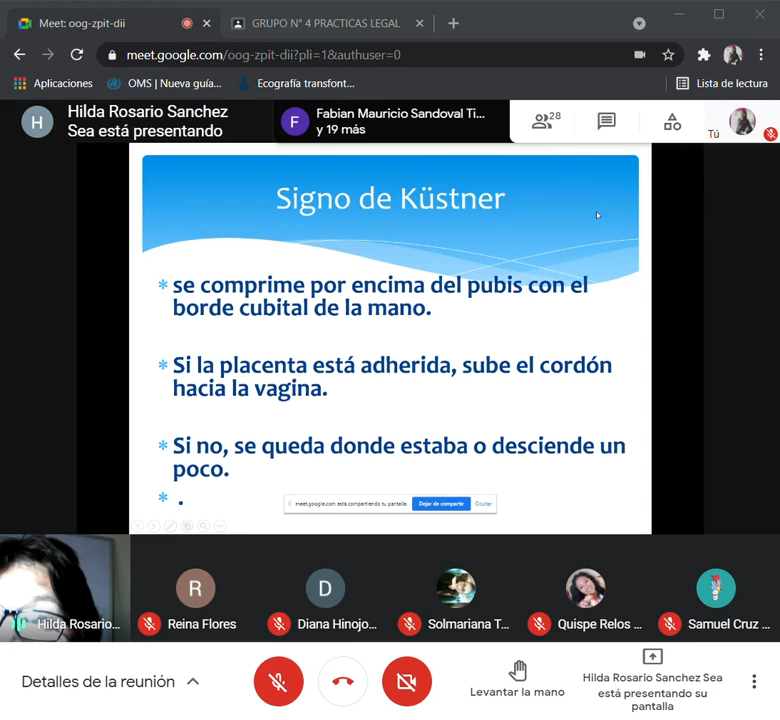 Meet: oog-zpit-dii
GRUPO N° 4 PRACTICAS LEGAL
meet.google.com/oog-zpit-dii?pli=1&authuser=0
Aplicaciones
OMS | Nueva guía...
Ecografía transfont...
Lista de lectura
H
Hilda Rosario Sanchez
Sea está presentando
F
Fabian Mauricio Sandoval Ti...
y 19 más
28
Tú
Signo de Küstner
* se comprime por encima del pubis con el
borde cubital de la mano.
* Si la placenta está adherida, sube el cordón
hacia la vagina.
* Si no, se queda donde estaba o desciende un
poco.
* .
meet.google.com está compartiendo tu pantalla.
Dejar de compartir
Ocultar
Hilda Rosario...
R
Reina Flores
D
Diana Hinojo...
Solmariana T...
Quispe Relos ...
Samuel Cruz ...
Detalles de la reunión
Levantar la mano
Hilda Rosario Sanchez Sea
está presentando su
pantalla